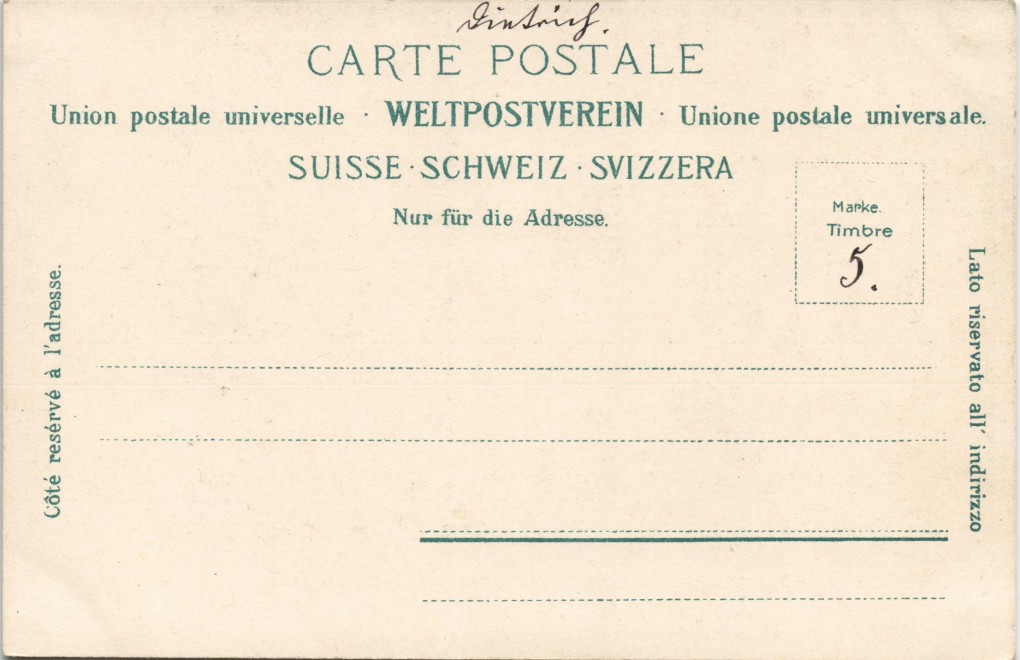 Dietrich.
CARTE POSTALE
Union postale universelle · WELTPOSTVEREIN · Unione postale universale.
SUISSE · SCHWEIZ · SVIZZERA
Nur für die Adresse.
Marke.
Timbre
5.
Côté resérvé à l'adresse.
Lato riservato all' indirizzo